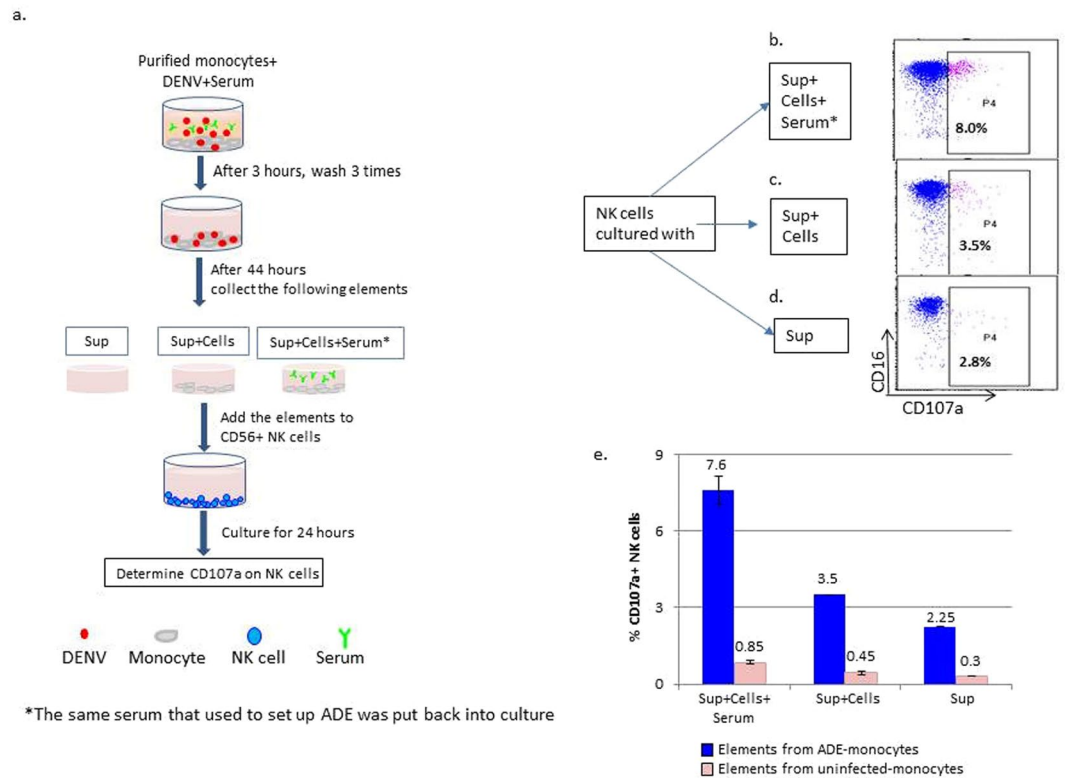 a.
Purified monocytes+
DENV+Serum
After 3 hours, wash 3 times
After 44 hours
collect the following elements
Sup
Sup+Cells
Sup+Cells+Serum*
Add the elements to
CD56+ NK cells
Culture for 24 hours
Determine CD107a on NK cells
DENV
Monocyte
NK cell
Serum
*The same serum that used to set up ADE was put back into culture
NK cells
cultured with
b.
Sup+
Cells+
Serum*
P4
8.0%
c.
Sup+
Cells
P4
3.5%
d.
Sup
P4
2.8%
CD16
CD107a
e.
% CD107a+ NK cells
9
6
3
0
7.6
0.85
3.5
0.45
2.25
0.3
Sup+Cells+
Serum
Sup+Cells
Sup
Elements from ADE-monocytes
Elements from uninfected-monocytes